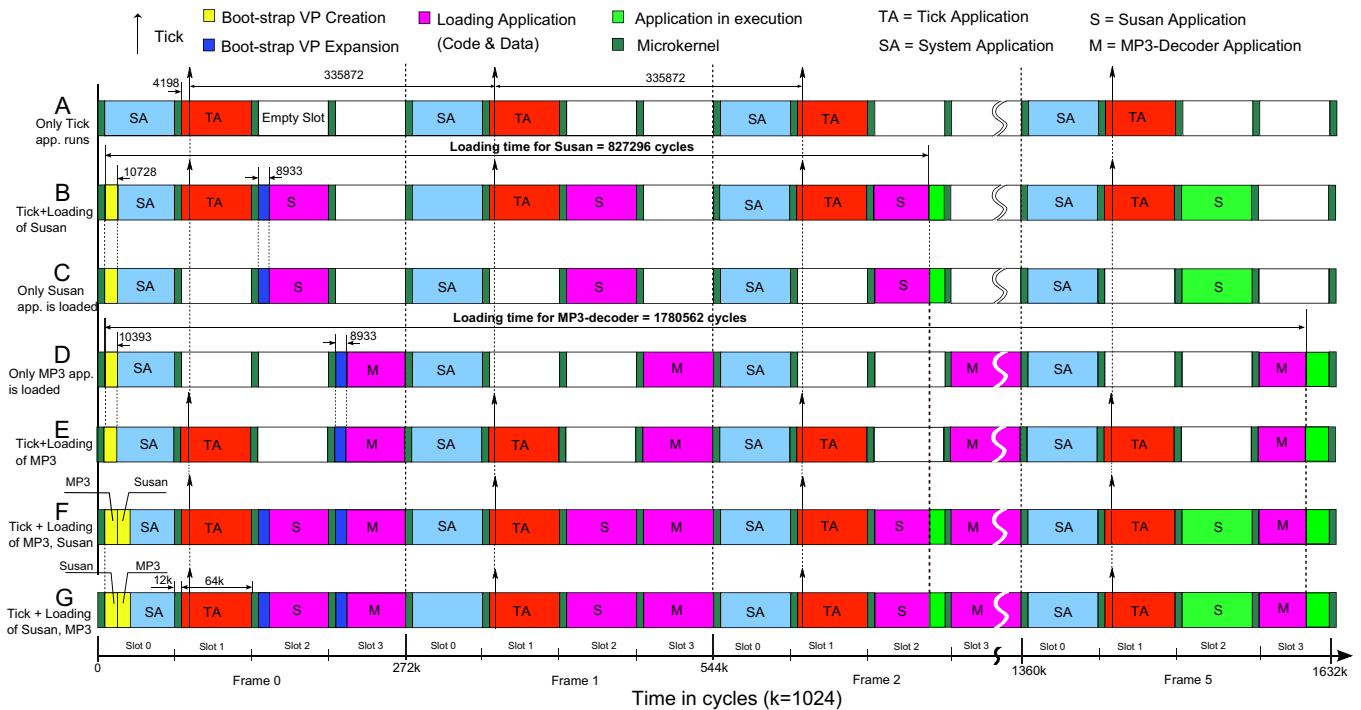 Tick
Boot-strap VP Creation
Boot-strap VP Expansion
Loading Application
(Code & Data)
Application in execution
Microkernel
TA = Tick Application
SA = System Application
S = Susan Application
M = MP3-Decoder Application
335872
335872
4198
A
Only Tick
app. runs
SA
TA
Empty Slot
SA
TA
SA
TA
SA
TA
Loading time for Susan = 827296 cycles
10728
8933
B
Tick+Loading
of Susan
SA
TA
S
TA
S
SA
TA
S
SA
TA
S
C
Only Susan
app. is loaded
SA
S
SA
S
SA
S
SA
S
Loading time for MP3-decoder = 1780562 cycles
10393
8933
D
Only MP3 app.
is loaded
SA
M
SA
M
SA
M
SA
M
E
Tick+Loading
of MP3
SA
TA
M
SA
TA
M
SA
TA
M
SA
TA
M
MP3
Susan
F
Tick + Loading
of MP3, Susan
SA
TA
S
M
SA
TA
S
M
SA
TA
S
M
SA
TA
S
M
Susan
MP3
12k
64k
G
Tick + Loading
of Susan, MP3
SA
TA
S
M
TA
S
M
SA
TA
S
M
SA
TA
S
M
Slot 0
Slot 1
Slot 2
Slot 3
Slot 0
Slot 1
Slot 2
Slot 3
Slot 0
Slot 1
Slot 2
Slot 3
Slot 0
Slot 1
Slot 2
Slot 3
0
272k
544k
1360k
1632k
Frame 0
Frame 1
Frame 2
Frame 5
Time in cycles (k=1024)